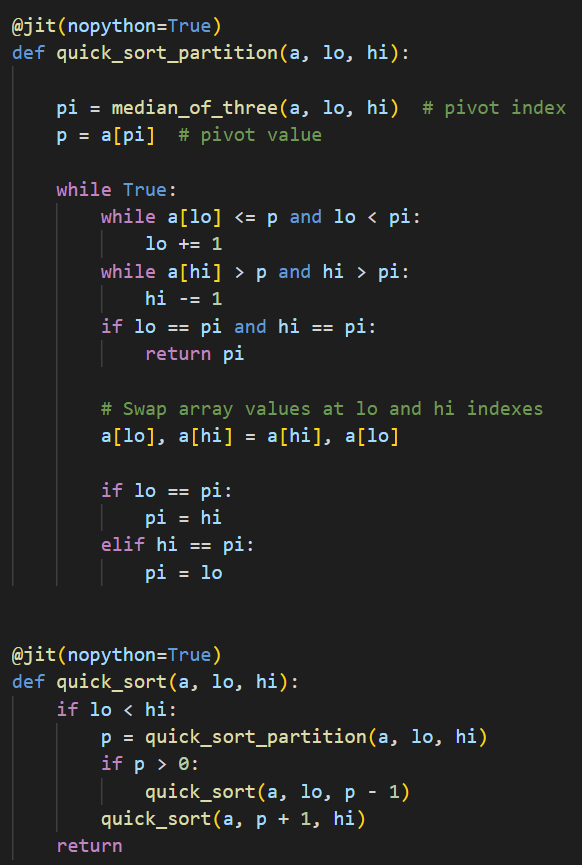 @jit(nopython=True)
def quick_sort_partition(a, lo, hi):
    pi = median_of_three(a, lo, hi)  # pivot index
    p = a[pi]  # pivot value
    while True:
        while a[lo] <= p and lo < pi:
            lo += 1
        while a[hi] > p and hi > pi:
            hi -= 1
        if lo == pi and hi == pi:
            return pi
        # Swap array values at lo and hi indexes
        a[lo], a[hi] = a[hi], a[lo]
        if lo == pi:
            pi = hi
        elif hi == pi:
            pi = lo
@jit(nopython=True)
def quick_sort(a, lo, hi):
    if lo < hi:
        p = quick_sort_partition(a, lo, hi)
        if p > 0:
            quick_sort(a, lo, p - 1)
        quick_sort(a, p + 1, hi)
    return